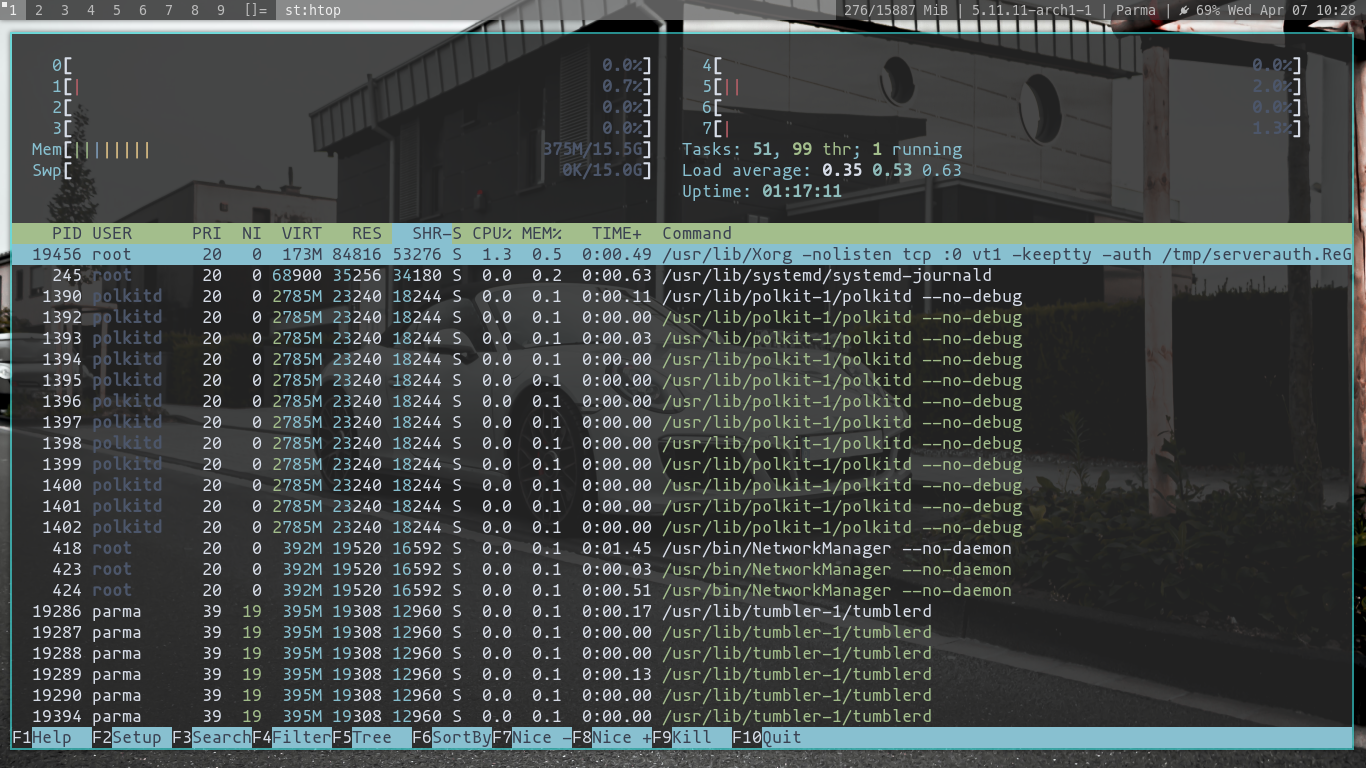 1 2 3 4 5 6 7 8 9 []= st:htop 276/15887 MiB | 5.11.11-arch1-1 | Parma | 69% Wed Apr 07 10:28
0[ 0.0%] 4[ 0.0%]
1[| 0.7%] 5[|| 2.0%]
2[ 0.0%] 6[ 0.0%]
3[ 0.0%] 7[| 1.3%]
Mem[|||||||| 375M/15.5G] Tasks: 51, 99 thr; 1 running
Swp[ 0K/15.0G] Load average: 0.35 0.53 0.63
Uptime: 01:17:11
PID USER PRI NI VIRT RES SHR-S CPU% MEM% TIME+ Command
19456 root 20 0 173M 84816 53276 S 1.3 0.5 0:00.49 /usr/lib/Xorg -nolisten tcp :0 vt1 -keeptty -auth /tmp/serverauth.ReG
245 root 20 0 68900 35256 34180 S 0.0 0.2 0:00.63 /usr/lib/systemd/systemd-journald
1390 polkitd 20 0 2785M 23240 18244 S 0.0 0.1 0:00.11 /usr/lib/polkit-1/polkitd --no-debug
1392 polkitd 20 0 2785M 23240 18244 S 0.0 0.1 0:00.00 /usr/lib/polkit-1/polkitd --no-debug
1393 polkitd 20 0 2785M 23240 18244 S 0.0 0.1 0:00.03 /usr/lib/polkit-1/polkitd --no-debug
1394 polkitd 20 0 2785M 23240 18244 S 0.0 0.1 0:00.00 /usr/lib/polkit-1/polkitd --no-debug
1395 polkitd 20 0 2785M 23240 18244 S 0.0 0.1 0:00.00 /usr/lib/polkit-1/polkitd --no-debug
1396 polkitd 20 0 2785M 23240 18244 S 0.0 0.1 0:00.00 /usr/lib/polkit-1/polkitd --no-debug
1397 polkitd 20 0 2785M 23240 18244 S 0.0 0.1 0:00.00 /usr/lib/polkit-1/polkitd --no-debug
1398 polkitd 20 0 2785M 23240 18244 S 0.0 0.1 0:00.00 /usr/lib/polkit-1/polkitd --no-debug
1399 polkitd 20 0 2785M 23240 18244 S 0.0 0.1 0:00.00 /usr/lib/polkit-1/polkitd --no-debug
1400 polkitd 20 0 2785M 23240 18244 S 0.0 0.1 0:00.00 /usr/lib/polkit-1/polkitd --no-debug
1401 polkitd 20 0 2785M 23240 18244 S 0.0 0.1 0:00.00 /usr/lib/polkit-1/polkitd --no-debug
1402 polkitd 20 0 2785M 23240 18244 S 0.0 0.1 0:00.00 /usr/lib/polkit-1/polkitd --no-debug
418 root 20 0 392M 19520 16592 S 0.0 0.1 0:01.45 /usr/bin/NetworkManager --no-daemon
423 root 20 0 392M 19520 16592 S 0.0 0.1 0:00.03 /usr/bin/NetworkManager --no-daemon
424 root 20 0 392M 19520 16592 S 0.0 0.1 0:00.51 /usr/bin/NetworkManager --no-daemon
19286 parma 39 19 395M 19308 12960 S 0.0 0.1 0:00.17 /usr/lib/tumbler-1/tumblerd
19287 parma 39 19 395M 19308 12960 S 0.0 0.1 0:00.00 /usr/lib/tumbler-1/tumblerd
19288 parma 39 19 395M 19308 12960 S 0.0 0.1 0:00.00 /usr/lib/tumbler-1/tumblerd
19289 parma 39 19 395M 19308 12960 S 0.0 0.1 0:00.13 /usr/lib/tumbler-1/tumblerd
19290 parma 39 19 395M 19308 12960 S 0.0 0.1 0:00.00 /usr/lib/tumbler-1/tumblerd
19394 parma 39 19 395M 19308 12960 S 0.0 0.1 0:00.00 /usr/lib/tumbler-1/tumblerd
F1Help F2Setup F3SearchF4FilterF5Tree F6SortByF7Nice -F8Nice +F9Kill F10Quit